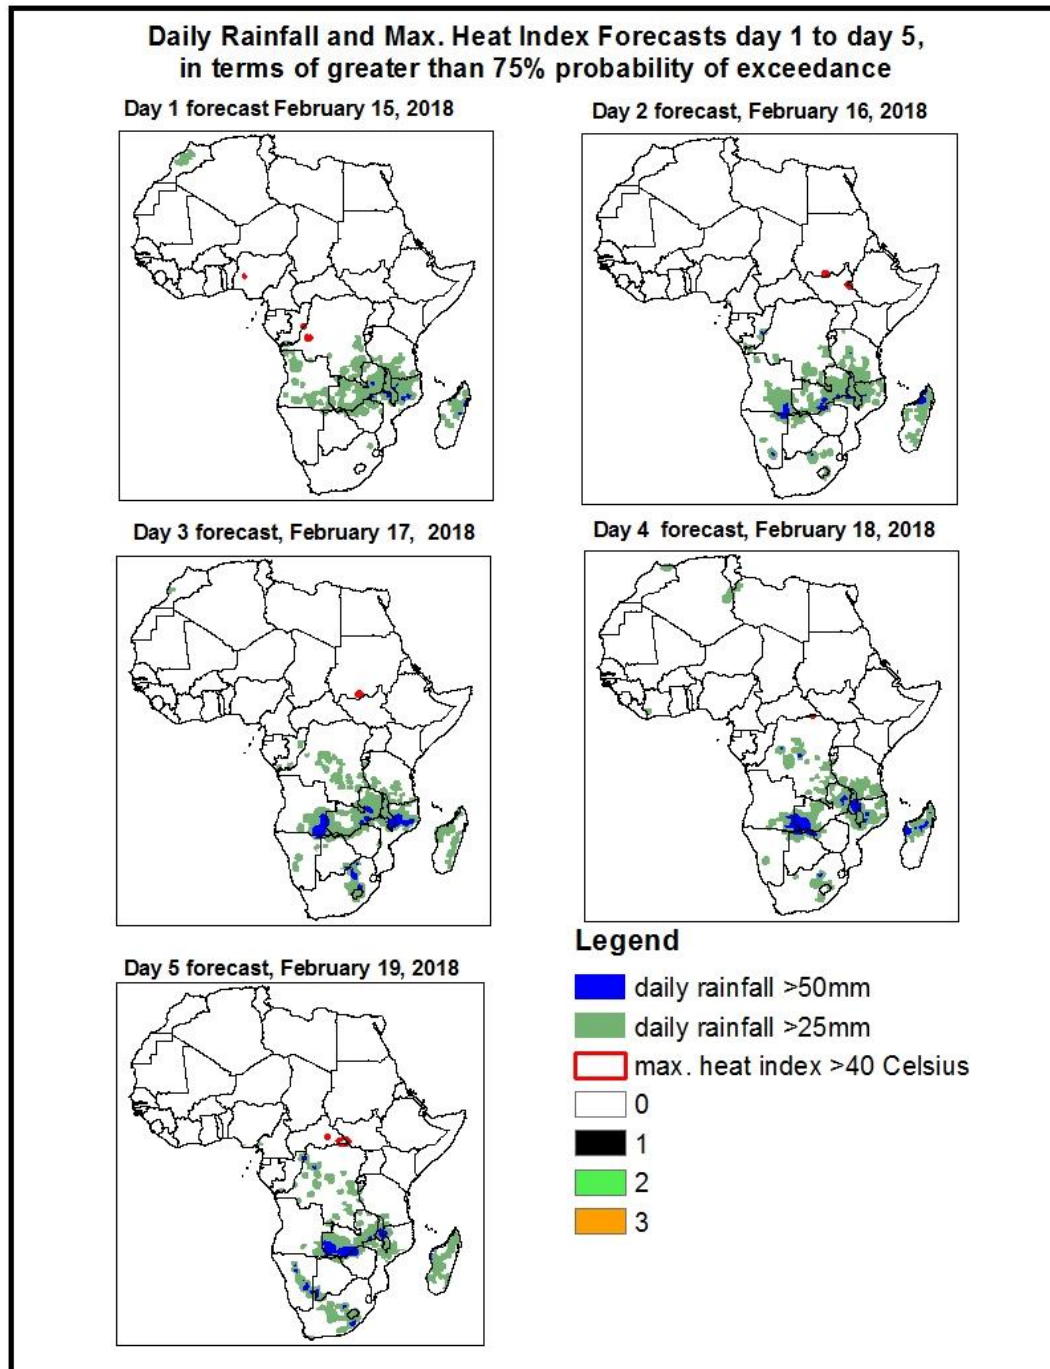 Daily Rainfall and Max. Heat Index Forecasts day 1 to day 5,
in terms of greater than 75% probability of exceedance
Day 1 forecast February 15, 2018
Day 2 forecast, February 16, 2018
Day 3 forecast, February 17, 2018
Day 4 forecast, February 18, 2018
Day 5 forecast, February 19, 2018
Legend
daily rainfall >50mm
daily rainfall >25mm
max. heat index >40 Celsius
0
1
2
3